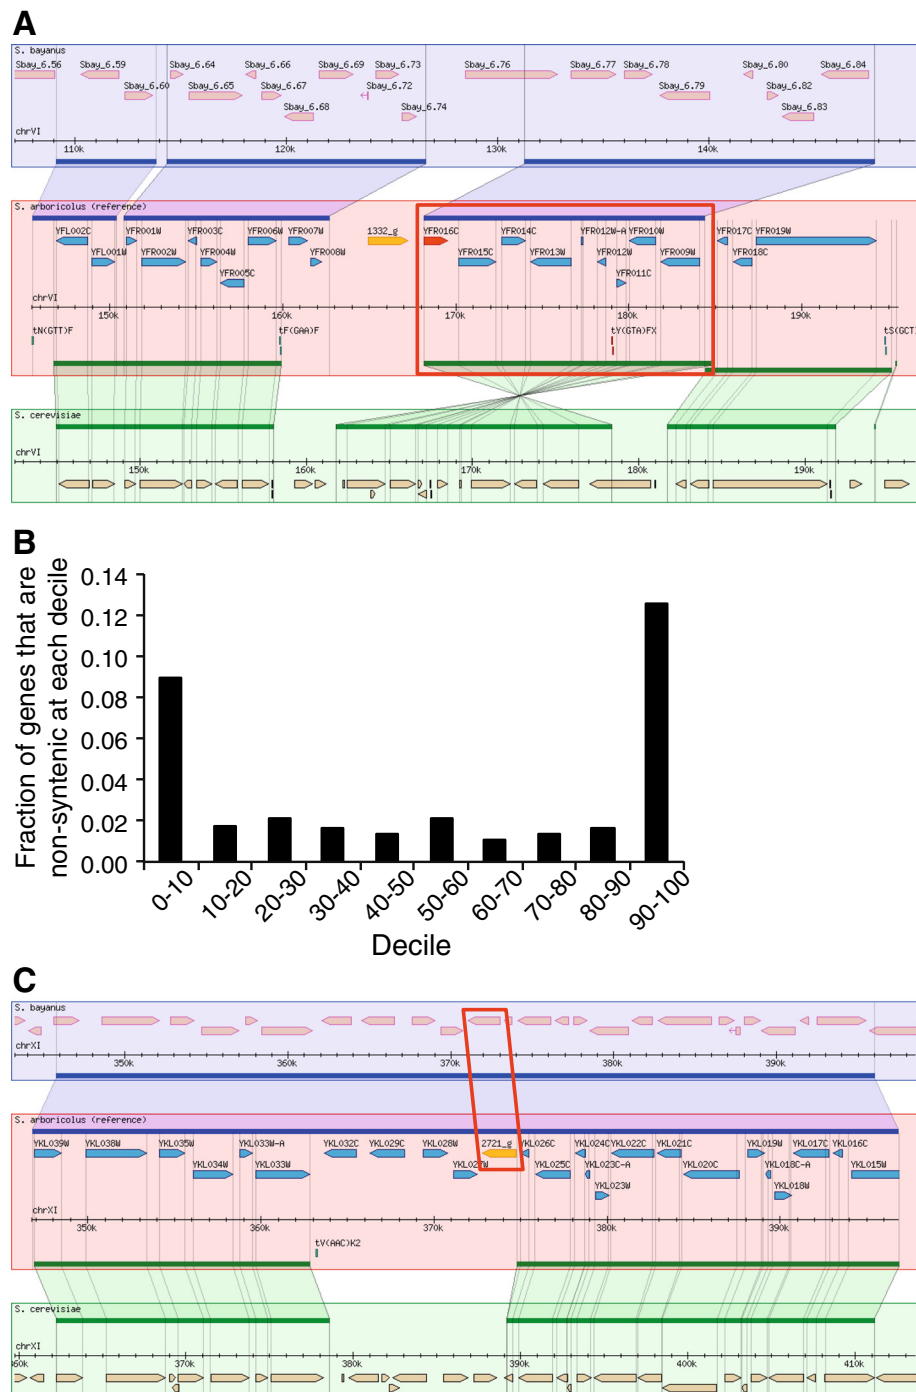 A
S. bayanus
Sbay_6.56 Sbay_6.59 Sbay_6.64 Sbay_6.66 Sbay_6.69 Sbay_6.73 Sbay_6.76 Sbay_6.77 Sbay_6.78 Sbay_6.80 Sbay_6.84
Sbay_6.60 Sbay_6.65 Sbay_6.67 Sbay_6.72 Sbay_6.79 Sbay_6.82
Sbay_6.68 Sbay_6.74 Sbay_6.83
chrVI
110k 120k 130k 140k
S. arboricolus (reference)
YFL002C YFR001W YFR003C YFR006W YFR007W 1332_g YFR016C YFR014C YFR012W-A YFR010W YFR017C YFR019W
YFL001W YFR002W YFR004W YFR008W YFR015C YFR013W YFR012W YFR009W YFR018C
YFR005C YFR011C
chrVI
150k 160k 170k 180k 190k
tN(GTT)F tF(GAA)F tY(GTA)FX tS(GCT)
S. cerevisiae
chrVI
150k 160k 170k 180k 190k
B
Fraction of genes that are
non-syntenic at each decile
0.14
0.12
0.10
0.08
0.06
0.04
0.02
0.00
0-10 10-20 20-30 30-40 40-50 50-60 60-70 70-80 80-90 90-100
Decile
C
S. bayanus
chrXI
350k 360k 370k 380k 390k
S. arboricolus (reference)
YKL039W YKL038W YKL035W YKL033W-A YKL032C YKL029C YKL028W 2721_g YKL026C YKL024C YKL022C YKL021C YKL019W YKL017C YKL016C
YKL034W YKL033W YKL027W YKL025C YKL023C-A YKL020C YKL018C-A YKL015W
YKL023W YKL018W
chrXI
350k 360k 370k 380k 390k
tV(AAC)K2
S. cerevisiae
chrXI
370k 380k 390k 400k 410k